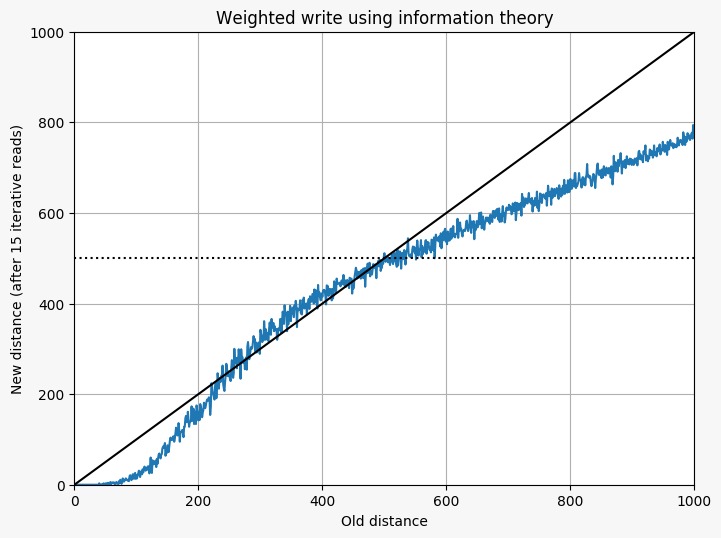 Weighted write using information theory
1000
800
600
400
200
0
New distance (after 15 iterative reads)
0 200 400 600 800 1000
Old distance